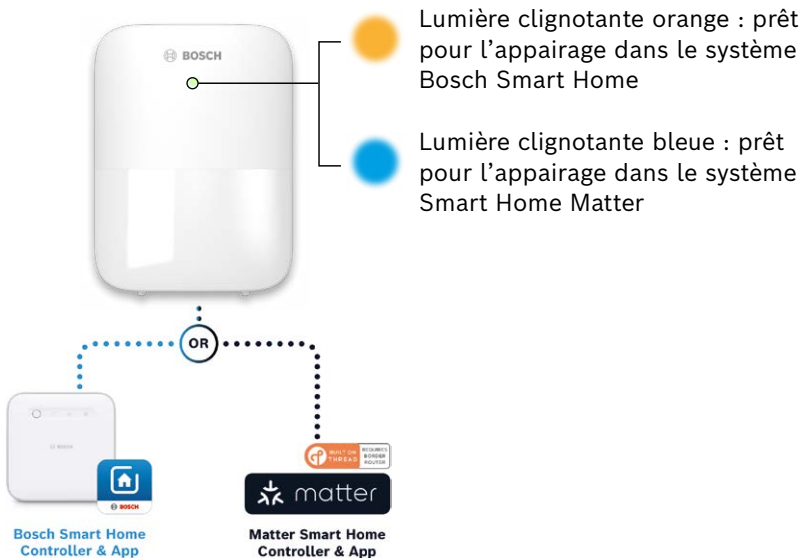 BOSCH
Lumière clignotante orange : prêt
pour l’appairage dans le système
Bosch Smart Home
Lumière clignotante bleue : prêt
pour l’appairage dans le système
Smart Home Matter
OR
BOSCH
BOSCH
BUILT ON
THREAD
REQUIRES
BORDER
ROUTER
matter
Bosch Smart Home
Controller & App
Matter Smart Home
Controller & App